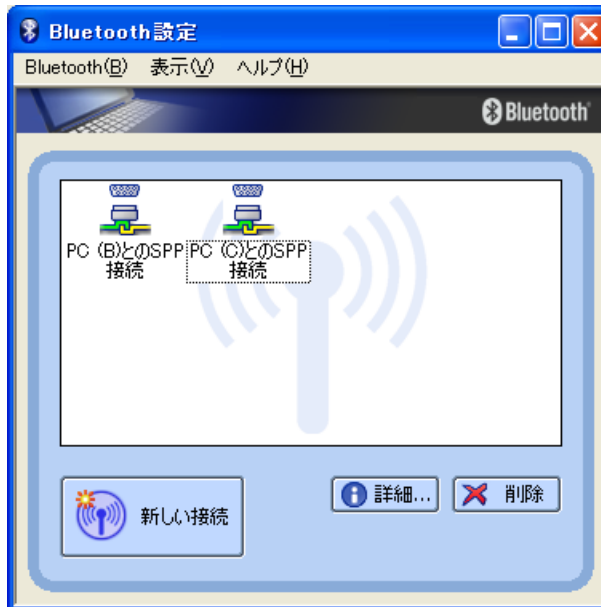 Bluetooth設定
Bluetooth(B) 表示(V) ヘルプ(H)
Bluetooth
PC (B)とのSPP
接続
PC (C)とのSPP
接続
新しい接続
詳細...
削除